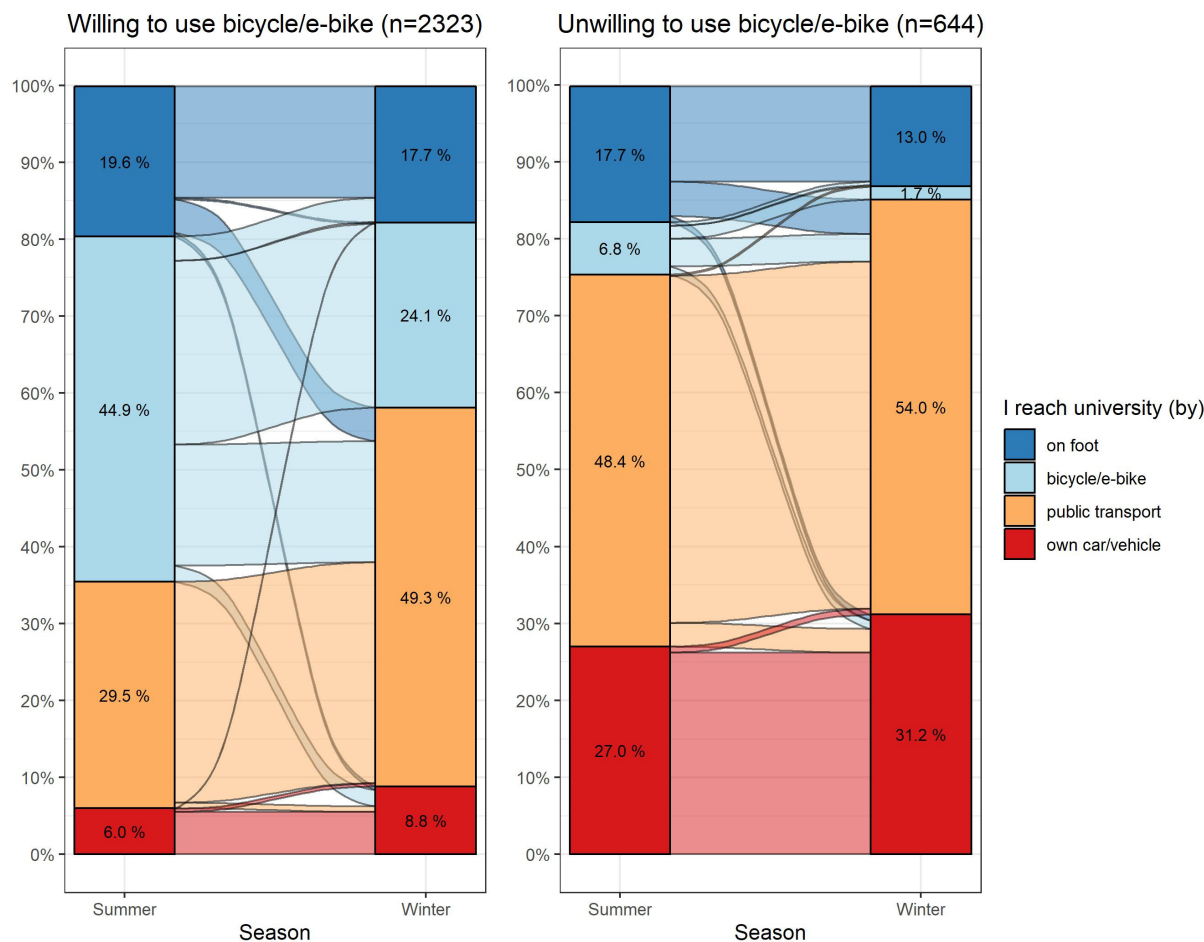 Willing to use bicycle/e-bike (n=2323)
Unwilling to use bicycle/e-bike (n=644)
100%
90%
80%
70%
60%
50%
40%
30%
20%
10%
0%
19.6 %
44.9 %
29.5 %
6.0 %
17.7 %
24.1 %
49.3 %
8.8 %
Summer
Winter
Season
100%
90%
80%
70%
60%
50%
40%
30%
20%
10%
0%
17.7 %
6.8 %
48.4 %
27.0 %
13.0 %
1.7 %
54.0 %
31.2 %
Summer
Winter
Season
I reach university (by)
on foot
bicycle/e-bike
public transport
own car/vehicle